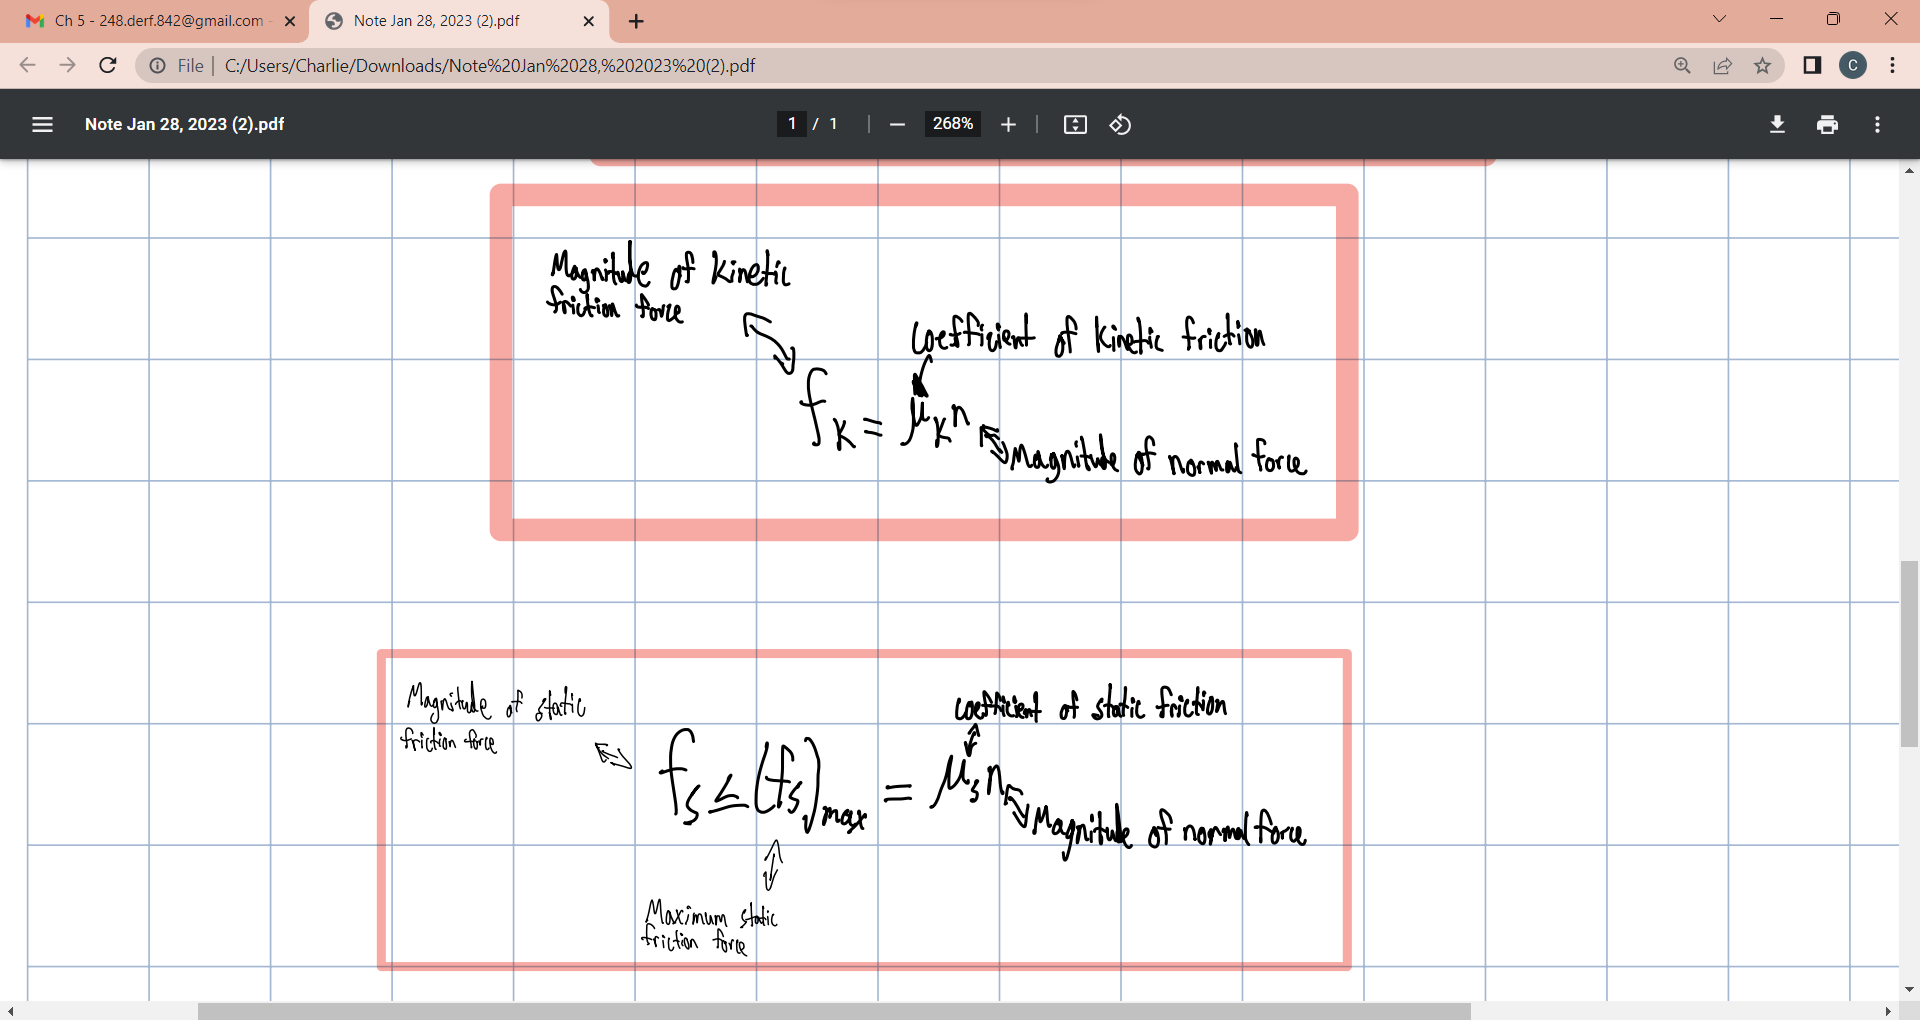 Ch 5 - 248.derf.842@gmail.com -
Note Jan 28, 2023 (2).pdf
File | C:/Users/Charlie/Downloads/Note%20Jan%2028,%202023%20(2).pdf
C
Note Jan 28, 2023 (2).pdf
1 / 1
268%
Magnitude of kinetic
friction force
coefficient of kinetic friction
fₖ = μₖn
Magnitude of normal force
Magnitude of static
friction force
coefficient of static friction
fₛ ≤ (fₛ)max = μₛn
Magnitude of normal force
Maximum static
friction force